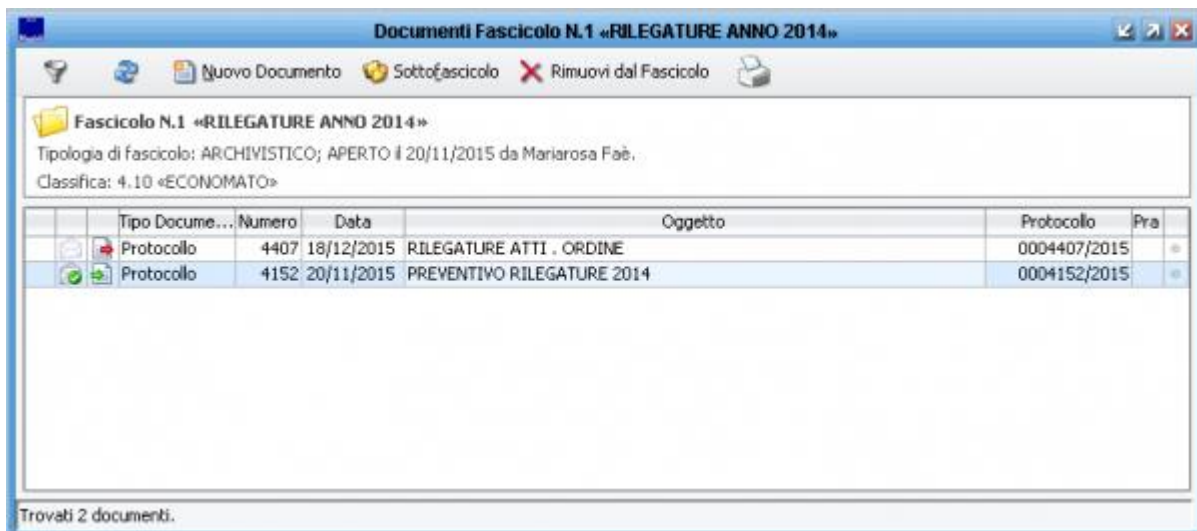 Documenti Fascicolo N.1 «RILEGATURE ANNO 2014»
Nuovo Documento Sottofascicolo Rimuovi dal Fascicolo
Fascicolo N.1 «RILEGATURE ANNO 2014»
Tipologia di fascicolo: ARCHIVISTICO; APERTO il 20/11/2015 da Mariarosa Faè.
Classifica: 4.10 «ECONOMATO»
Tipo Docume... Numero Data Oggetto Protocollo Pra
Protocollo 4407 18/12/2015 RILEGATURE ATTI . ORDINE 0004407/2015
Protocollo 4152 20/11/2015 PREVENTIVO RILEGATURE 2014 0004152/2015
Trovati 2 documenti.